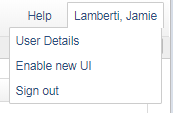 Help Lamberti, Jamie
User Details
Enable new UI
Sign out